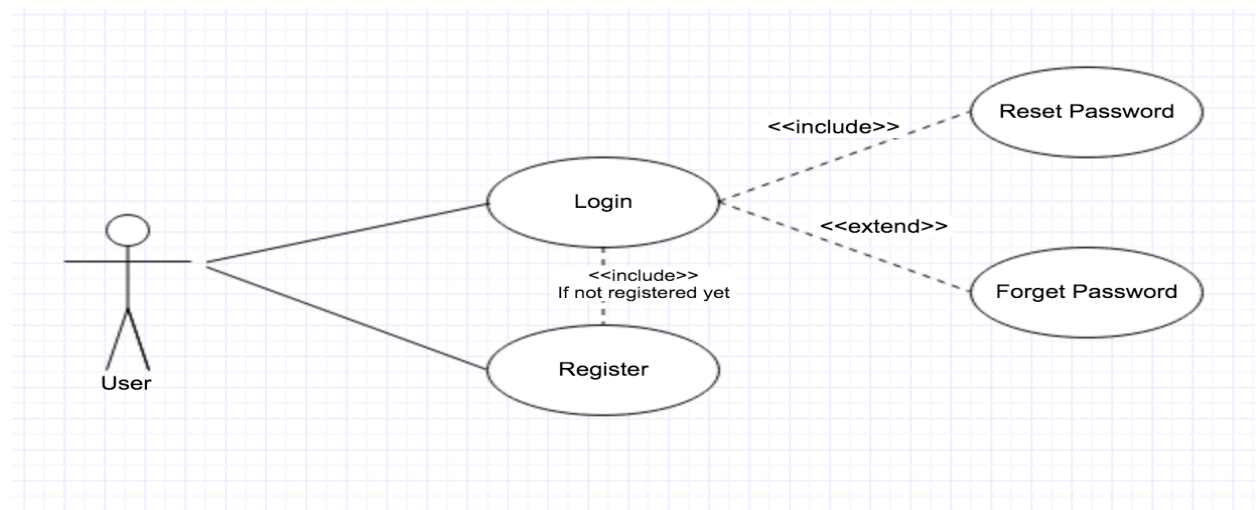 Reset Password
<<include>>
Login
<<extend>>
<<include>>
If not registered yet
Forget Password
Register
User